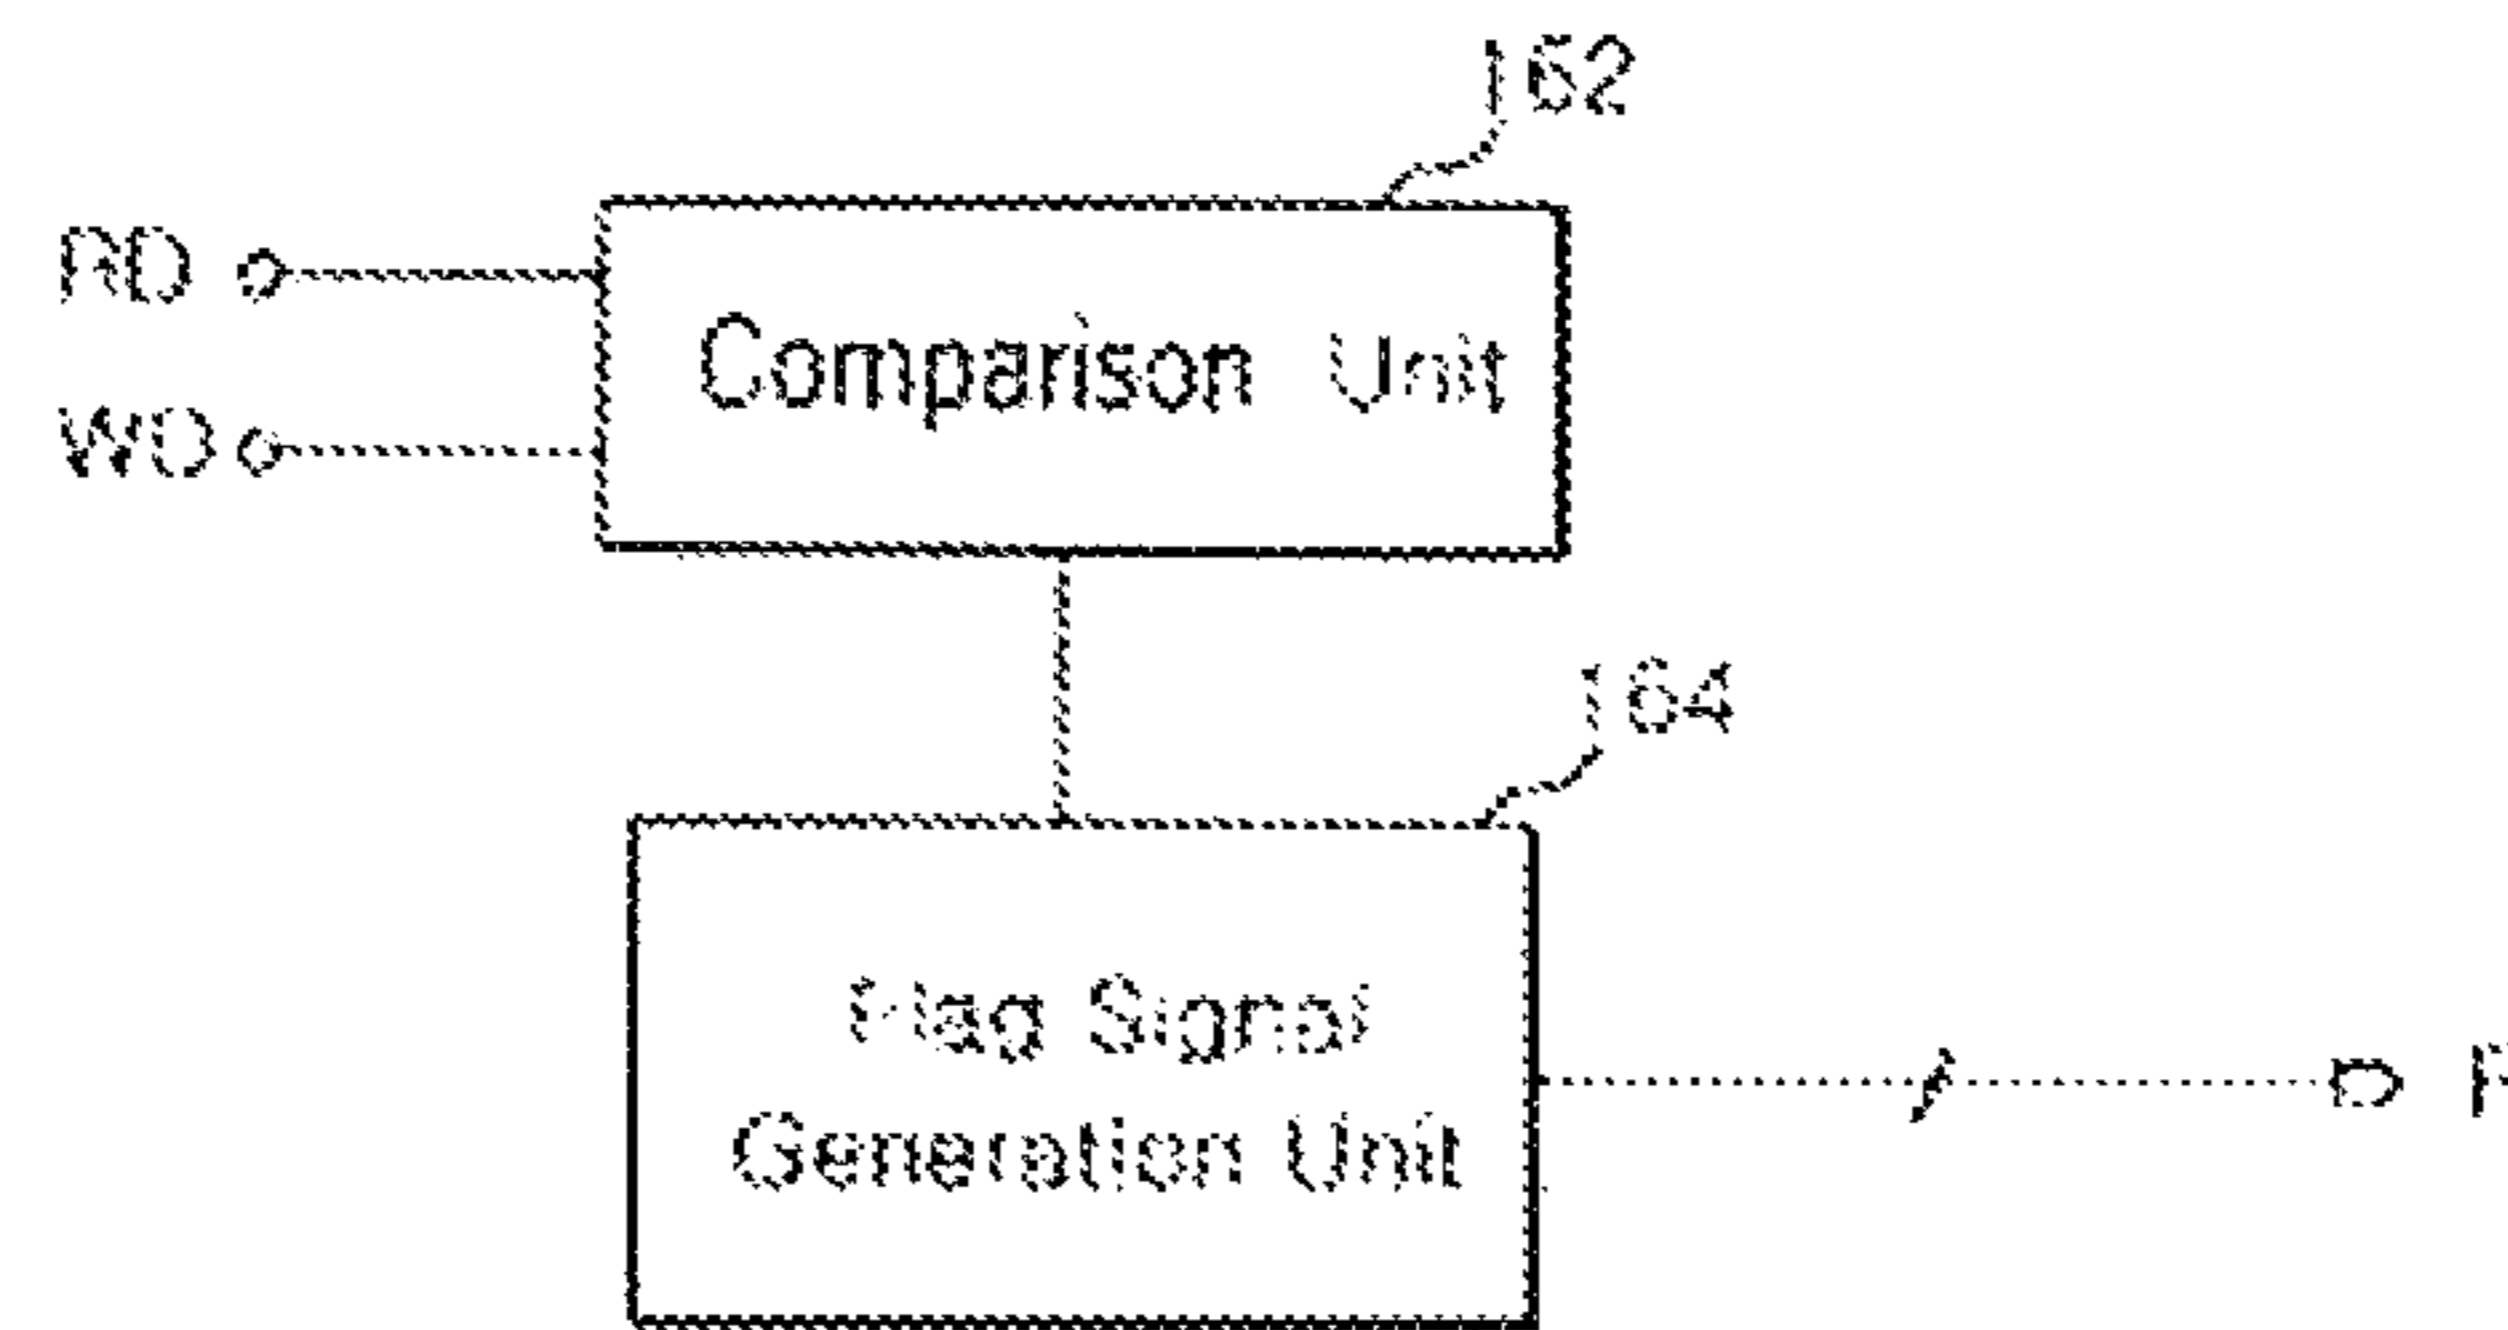 162
RD
Comparison Unit
WD
164
Flag Signal
Generation Unit